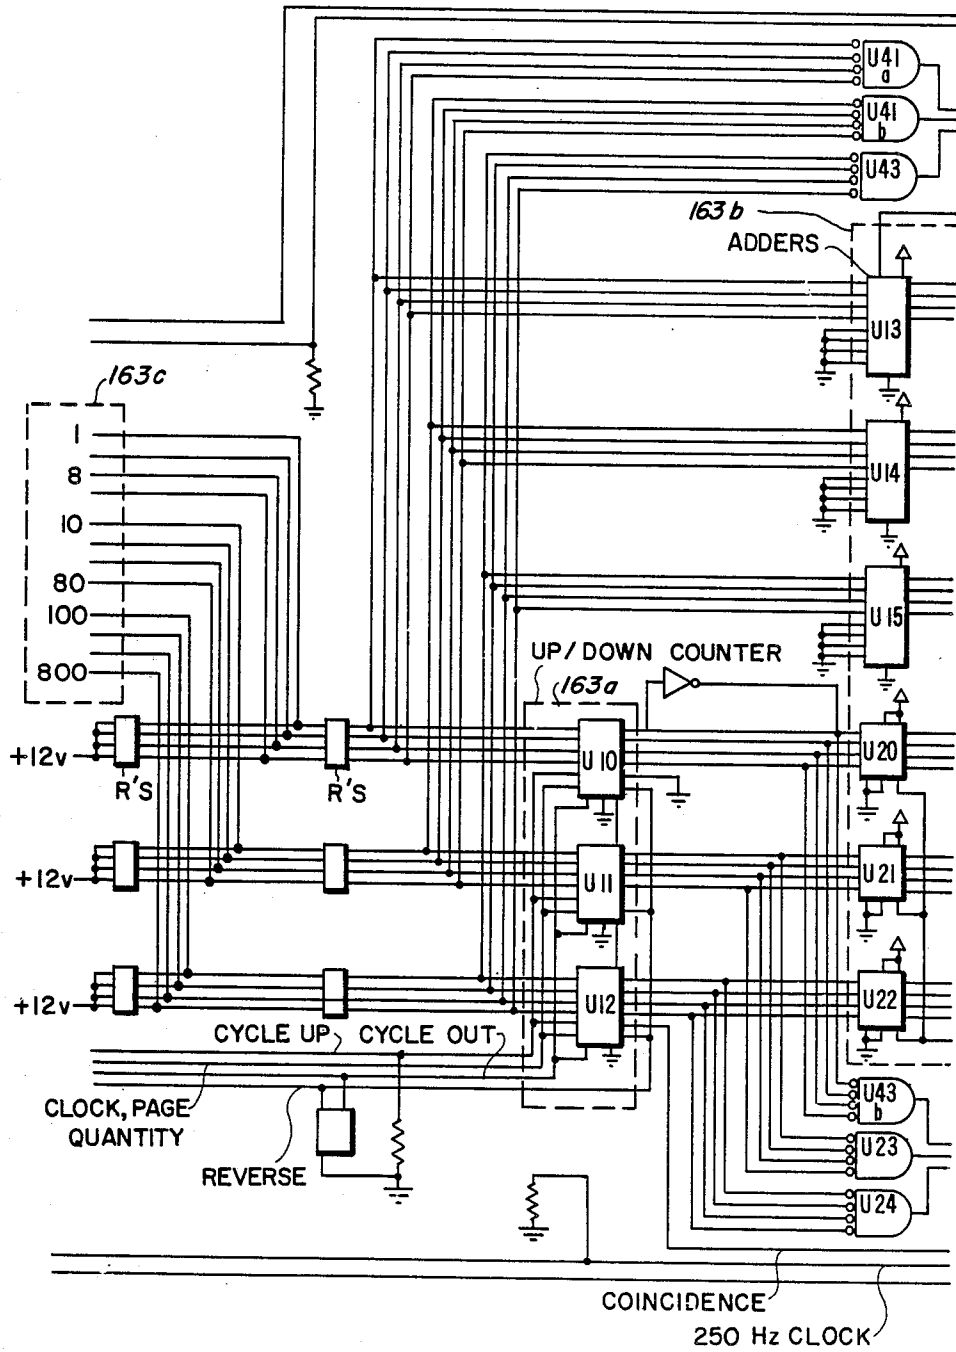 U41
a
U41
b
U43
163b
ADDERS
U13
163c
1
8
10
80
100
800
U14
U15
UP/DOWN COUNTER
163a
+12v
R'S
R'S
U10
U20
+12v
U11
U21
+12v
U12
U22
CYCLE UP
CYCLE OUT
CLOCK, PAGE
QUANTITY
REVERSE
U43
b
U23
U24
COINCIDENCE
250 Hz CLOCK